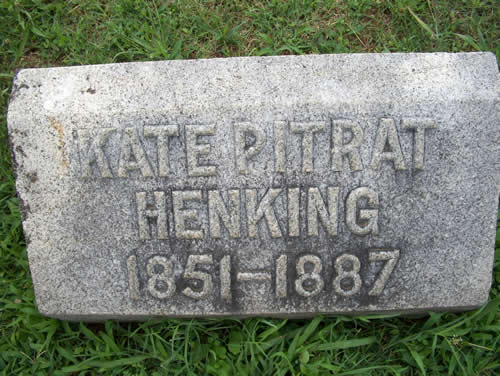 KATE PITRAT
HENKING
1851-1887